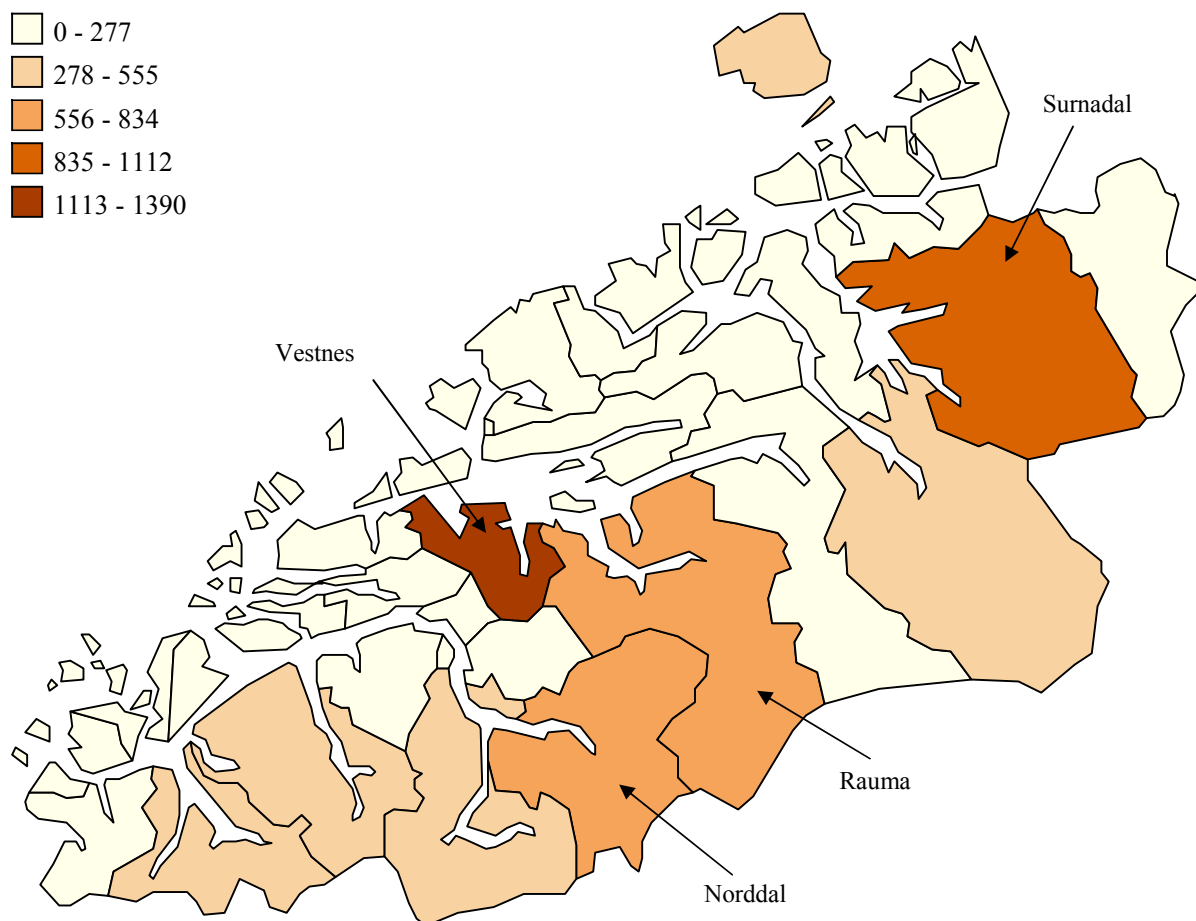 0 - 277
278 - 555
556 - 834
835 - 1112
1113 - 1390
Surnadal
Vestnes
Rauma
Norddal